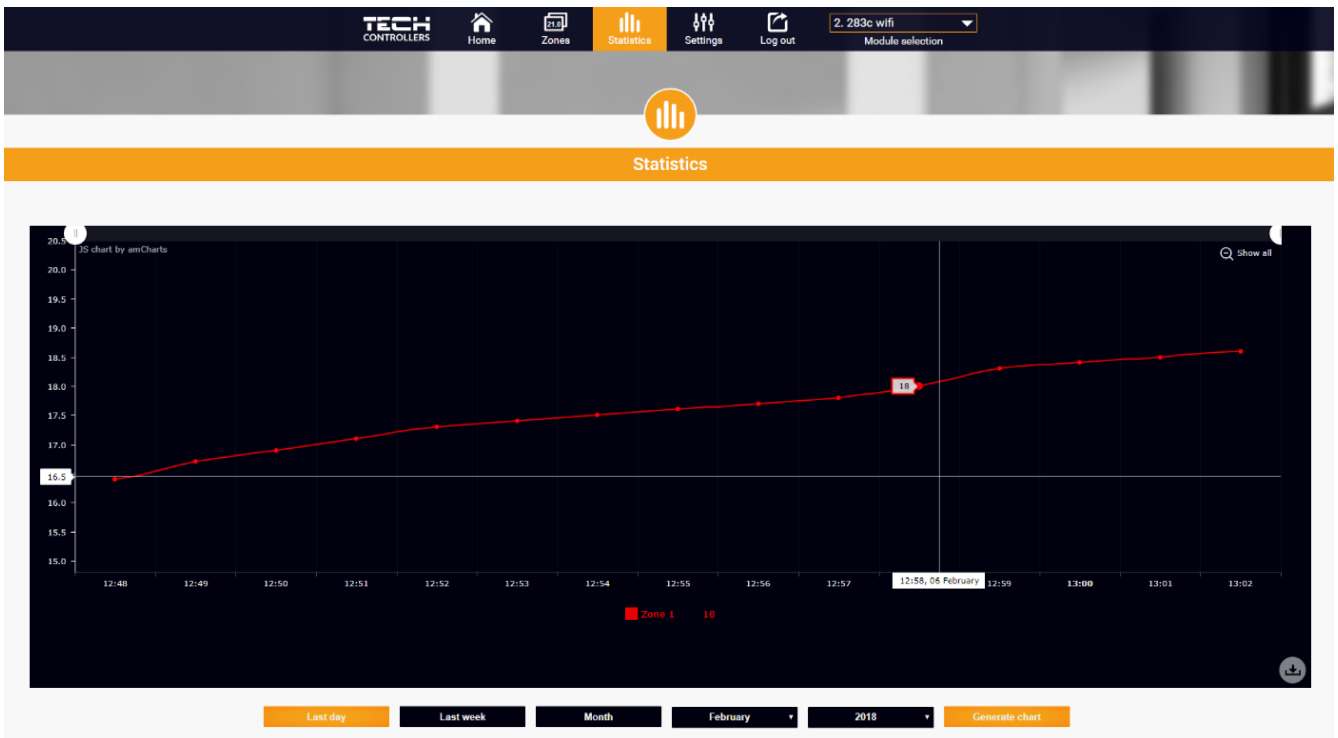 TECH
CONTROLLERS
Home
21.0
Zones
Statistics
Settings
Log out
2. 283c wifi
Module selection
Statistics
20.5
JS chart by amCharts
Show all
20.0
19.5
19.0
18.5
18.0
18
17.5
17.0
16.5
16.0
15.5
15.0
12:48 12:49 12:50 12:51 12:52 12:53 12:54 12:55 12:56 12:57 12:58, 06 February 12:59 13:00 13:01 13:02
Zone 1 18
Last day Last week Month February 2018 Generate chart